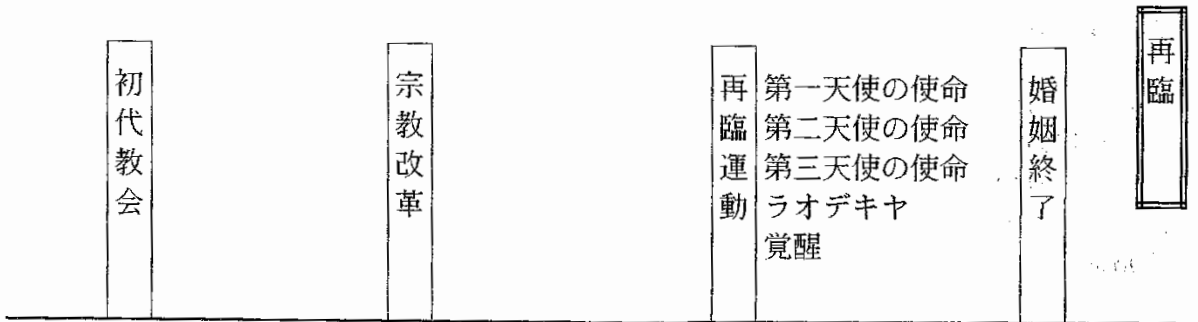 初代教会
宗教改革
再臨運動
第一天使の使命
第二天使の使命
第三天使の使命
ラオデキヤ
覚醒
婚姻終了
再臨